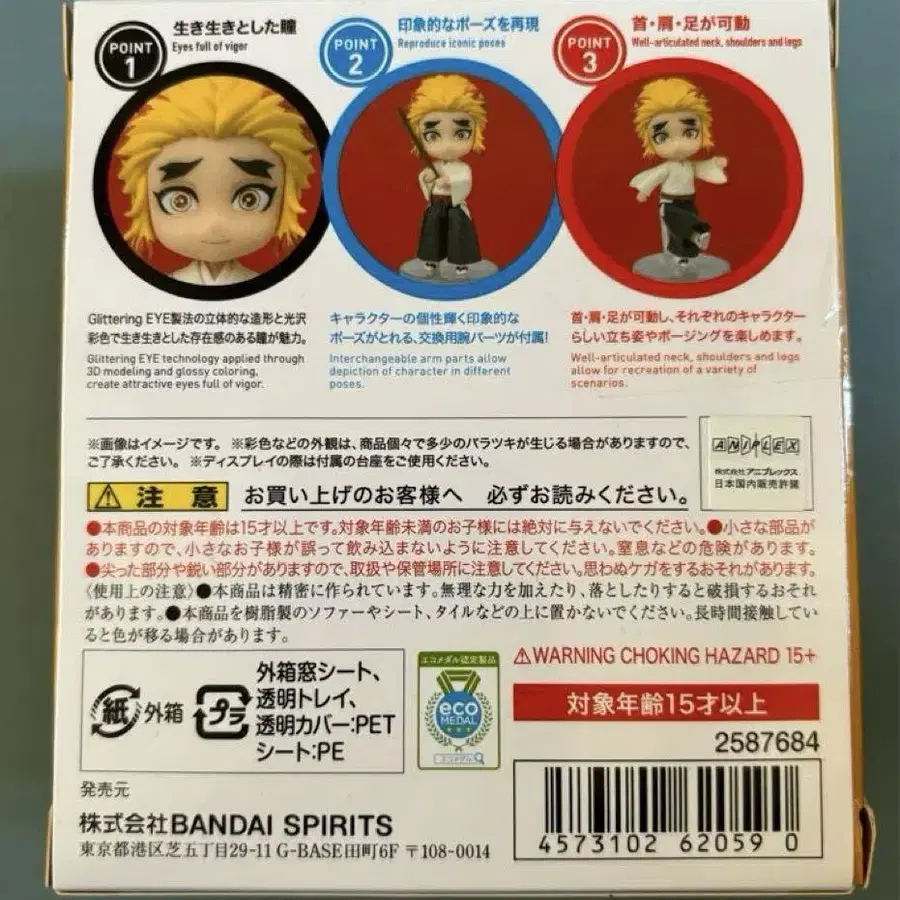 POINT 1
生き生きとした瞳
Eyes full of vigor
POINT 2
印象的なポーズを再現
Reproduce iconic poses
POINT 3
首・肩・足が可動
Well-articulated neck, shoulders and legs
Glittering EYE製法の立体的な造形と光沢
彩色で生き生きとした存在感のある瞳が魅力。
Glittering EYE technology applied through
3D modeling and glossy coloring,
create attractive eyes full of vigor.
キャラクターの個性輝く印象的な
ポーズがとれる、交換用腕パーツが付属!
Interchangeable arm parts allow
depiction of character in different
poses.
首・肩・足が可動し、それぞれのキャラクター
らしい立ち姿やポージングを楽しめます。
Well-articulated neck, shoulders and legs
allow for recreation of a variety of
scenarios.
※画像はイメージです。 ※彩色などの外観は、商品個々で多少のバラツキが生じる場合がありますので、
ご了承ください。 ※ディスプレイの際は付属の台座をご使用ください。
ANIPLEX
株式会社アニプレックス
日本国内販売許諾
注意 お買い上げのお客様へ 必ずお読みください。
●本商品の対象年齢は15才以上です。対象年齢未満のお子様には絶対に与えないでください。●小さな部品が
ありますので、小さなお子様が誤って飲み込まないように注意してください。窒息などの危険があります。
●尖った部分や鋭い部分がありますので、取扱や保管場所に注意してください。思わぬケガをするおそれがあります。
〈使用上の注意〉●本商品は精密に作られています。無理な力を加えたり、落としたりすると破損するおそれ
があります。●本商品を樹脂製のソファーやシート、タイルなどの上に置かないでください。長時間接触してい
ると色が移る場合があります。
紙 外箱
プラ
外箱窓シート、
透明トレイ、
透明カバー:PET
シート:PE
エコメダル認定製品
eco
MEDAL
エコメダル
⚠WARNING CHOKING HAZARD 15+
対象年齢15才以上
2587684
4573102 62059 0
発売元
株式会社BANDAI SPIRITS
東京都港区芝五丁目29-11 G-BASE田町6F 〒108-0014